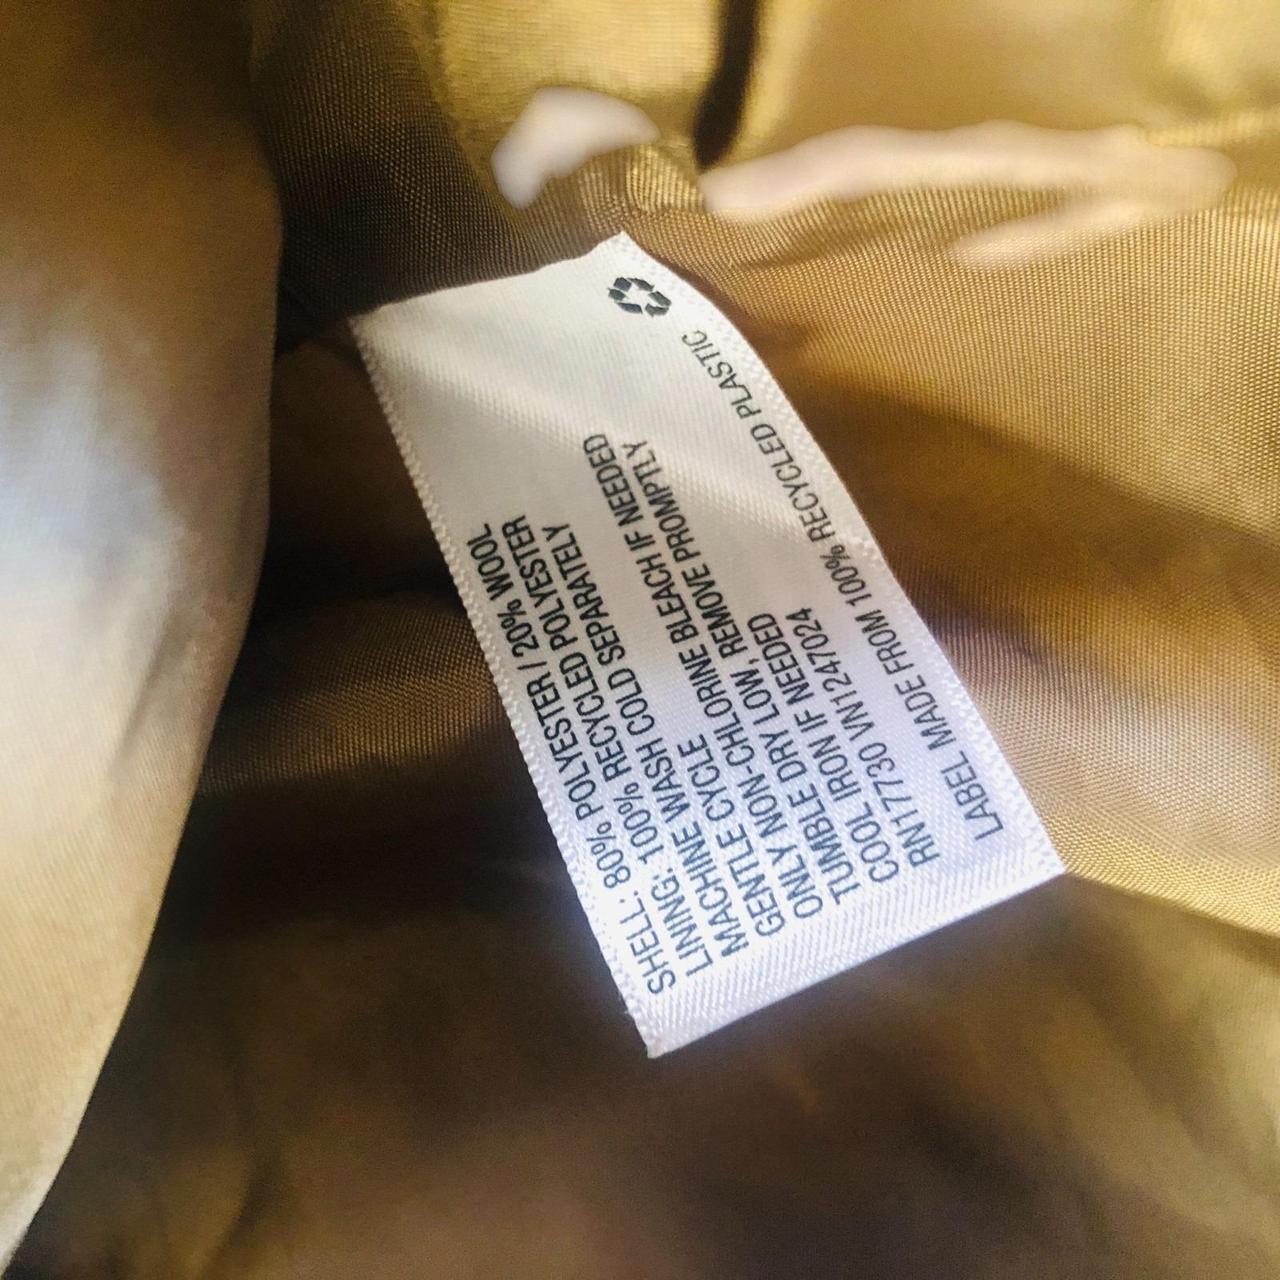 SHELL: 80% POLYESTER / 20% WOOL
LINING: 100% RECYCLED POLYESTER
MACHINE WASH COLD SEPARATELY
GENTLE CYCLE
ONLY NON-CHLORINE BLEACH IF NEEDED
TUMBLE DRY LOW, REMOVE PROMPTLY
COOL IRON IF NEEDED
RN17730 VN1247024
LABEL MADE FROM 100% RECYCLED PLASTIC